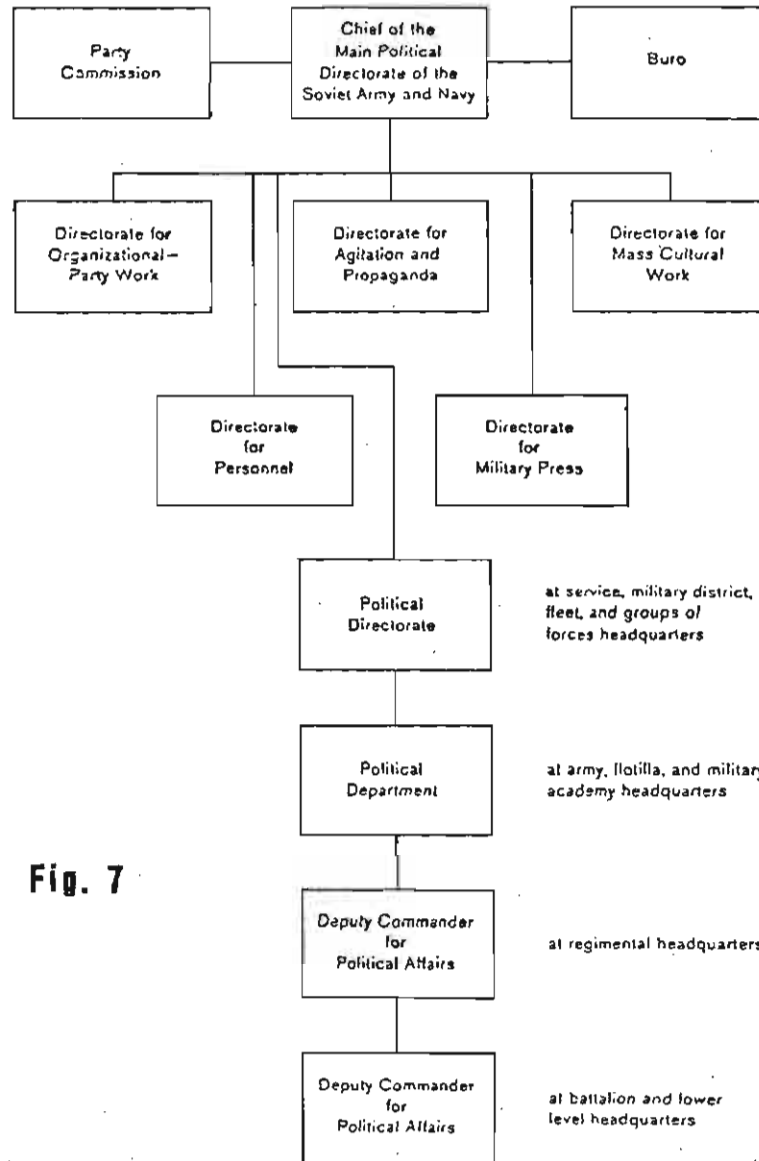 Party
Commission
Chief of the
Main Political
Directorate of the
Soviet Army and Navy
Buro
Directorate for
Organizational–
Party Work
Directorate for
Agitation and
Propaganda
Directorate for
Mass Cultural
Work
Directorate
for
Personnel
Directorate
for
Military Press
Political
Directorate
at service, military district,
fleet, and groups of
forces headquarters
Political
Department
at army, flotilla, and military
academy headquarters
Fig. 7
Deputy Commander
for
Political Affairs
at regimental headquarters
Deputy Commander
for
Political Affairs
at battalion and lower
level headquarters